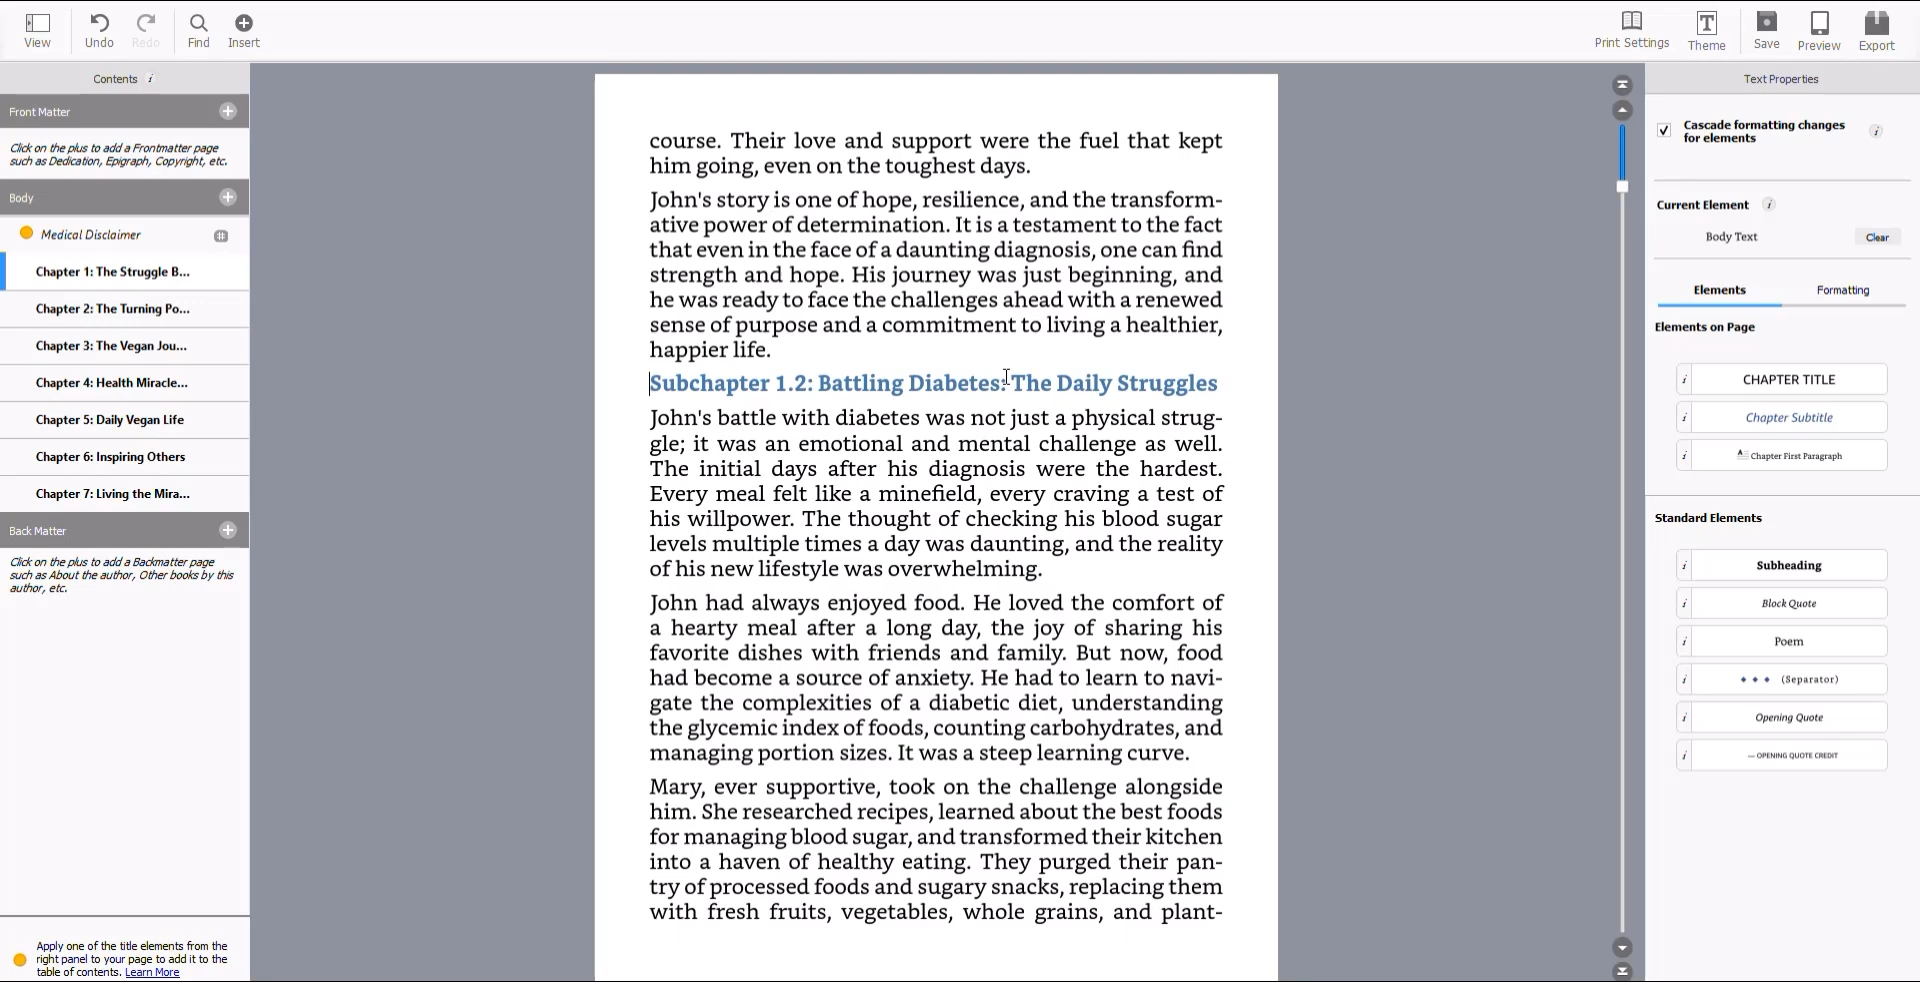 View
Undo
Redo
Find
Insert
Print Settings
Theme
Save
Preview
Export
Contents i
Front Matter
Click on the plus to add a Frontmatter page
such as Dedication, Epigraph, Copyright, etc.
Body
Medical Disclaimer #
Chapter 1: The Struggle B...
Chapter 2: The Turning Po...
Chapter 3: The Vegan Jou...
Chapter 4: Health Miracle...
Chapter 5: Daily Vegan Life
Chapter 6: Inspiring Others
Chapter 7: Living the Mira...
Back Matter
Click on the plus to add a Backmatter page
such as About the author, Other books by this
author, etc.
Apply one of the title elements from the
right panel to your page to add it to the
table of contents. Learn More
course. Their love and support were the fuel that kept
him going, even on the toughest days.
John's story is one of hope, resilience, and the transform-
ative power of determination. It is a testament to the fact
that even in the face of a daunting diagnosis, one can find
strength and hope. His journey was just beginning, and
he was ready to face the challenges ahead with a renewed
sense of purpose and a commitment to living a healthier,
happier life.
Subchapter 1.2: Battling Diabetes: The Daily Struggles
John's battle with diabetes was not just a physical strug-
gle; it was an emotional and mental challenge as well.
The initial days after his diagnosis were the hardest.
Every meal felt like a minefield, every craving a test of
his willpower. The thought of checking his blood sugar
levels multiple times a day was daunting, and the reality
of his new lifestyle was overwhelming.
John had always enjoyed food. He loved the comfort of
a hearty meal after a long day, the joy of sharing his
favorite dishes with friends and family. But now, food
had become a source of anxiety. He had to learn to navi-
gate the complexities of a diabetic diet, understanding
the glycemic index of foods, counting carbohydrates, and
managing portion sizes. It was a steep learning curve.
Mary, ever supportive, took on the challenge alongside
him. She researched recipes, learned about the best foods
for managing blood sugar, and transformed their kitchen
into a haven of healthy eating. They purged their pan-
try of processed foods and sugary snacks, replacing them
with fresh fruits, vegetables, whole grains, and plant-
Text Properties
Cascade formatting changes
for elements i
Current Element i
Body Text
Clear
Elements
Formatting
Elements on Page
i CHAPTER TITLE
i Chapter Subtitle
i A Chapter First Paragraph
Standard Elements
i Subheading
i Block Quote
i Poem
i (Separator)
i Opening Quote
i — OPENING QUOTE CREDIT